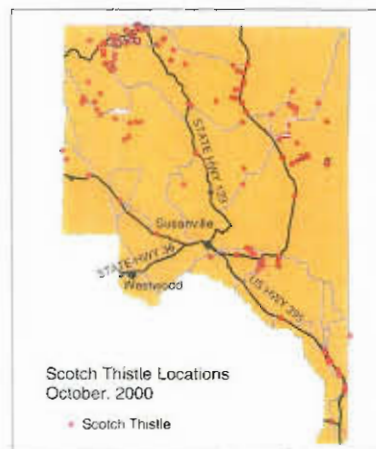 STATE HWY 139
Susanville
STATE HWY 36
Westwood
US HWY 395
Scotch Thistle Locations
October, 2000
Scotch Thistle